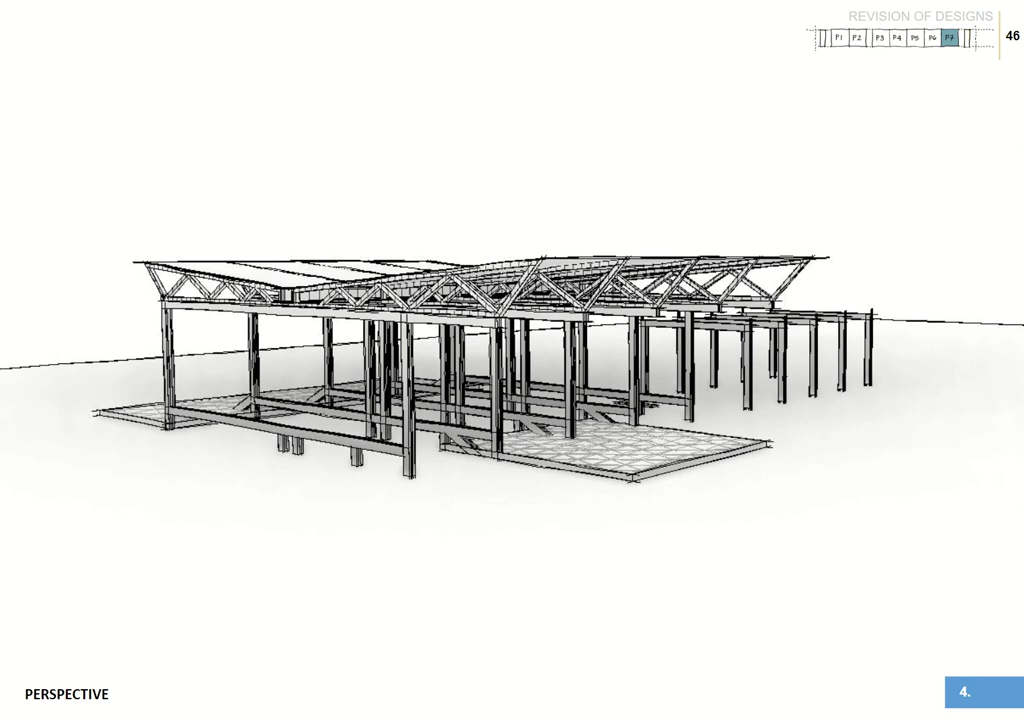 REVISION OF DESIGNS
P1 P2 P3 P4 P5 P6 P7
46
PERSPECTIVE
4.